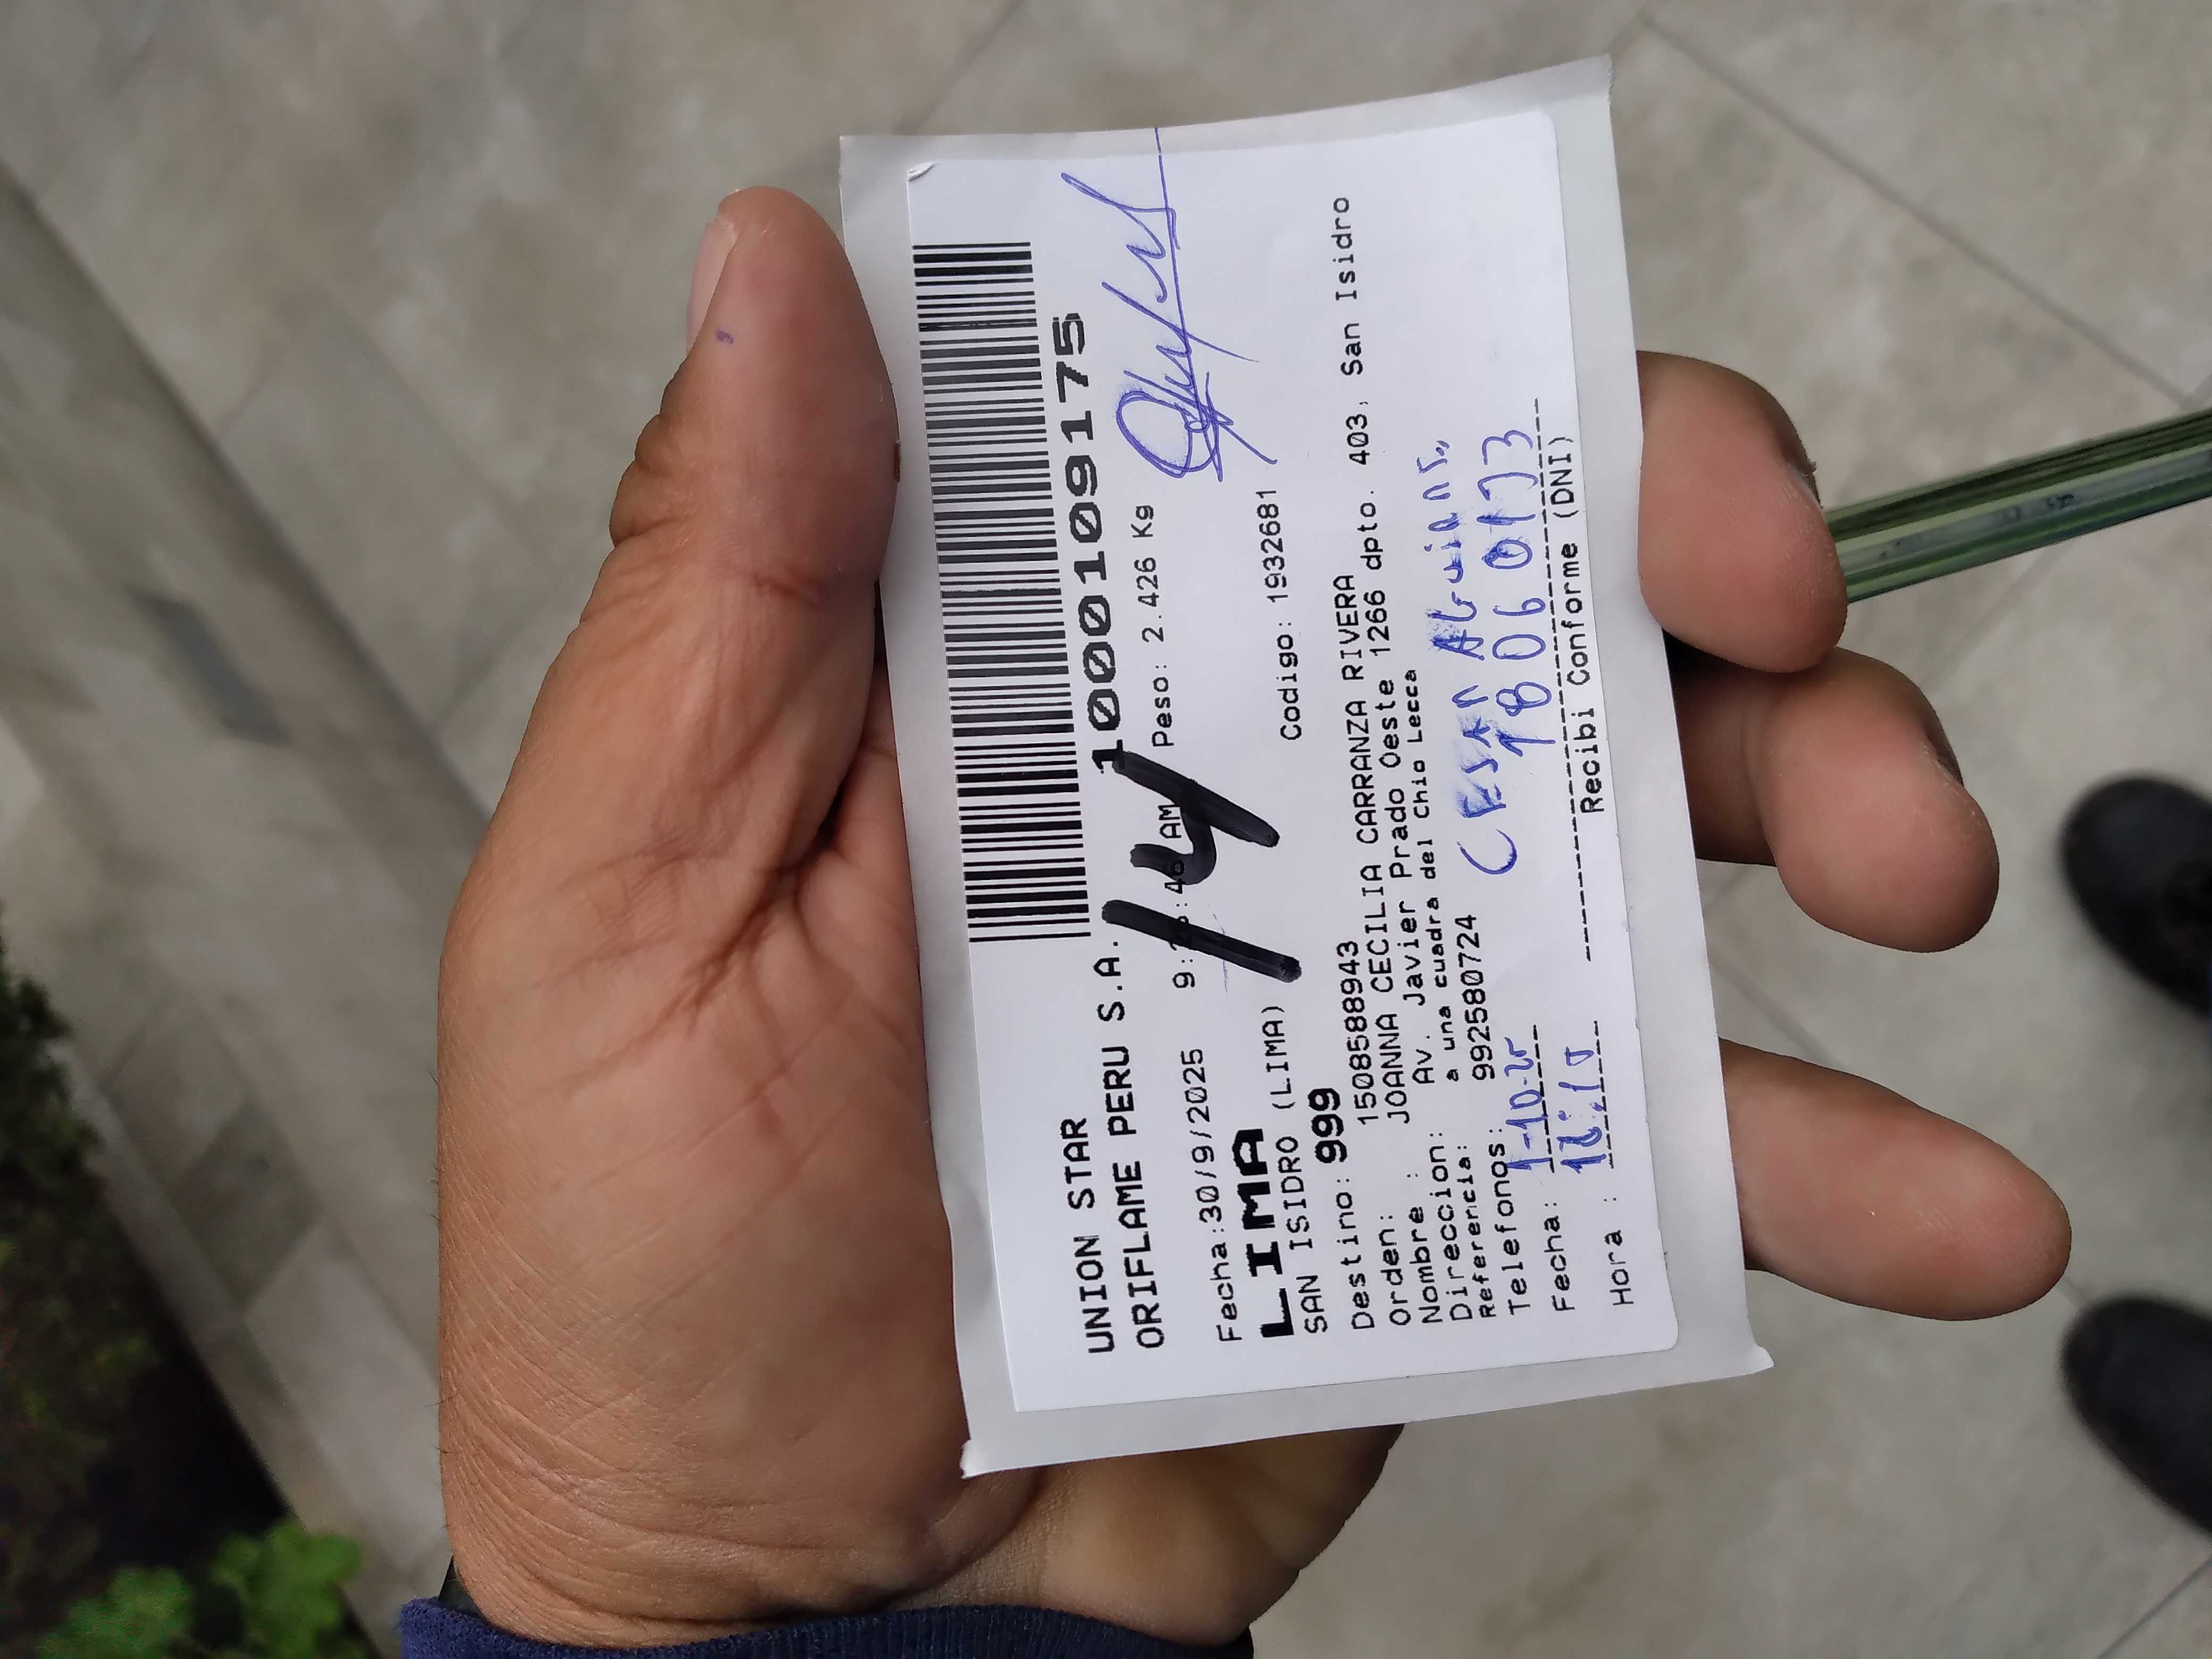 UNION STAR
ORIFLAME PERU S.A. 1000109175
Fecha:30/9/2025 AM Peso: 2.426 Kg
14
LIMA
SAN ISIDRO (LIMA) Codigo: 1932681
Destino: 999
Orden: 1508588943
Nombre : JOANNA CECILIA CARRANZA RIVERA
Direccion: Av. Javier Prado Oeste 1266 dpto. 403, San Isidro
Referencia: a una cuadra del Chio Lecca
Telefonos: 992580724
Fecha: 1-10-25
Hora :
18060173
Recibi Conforme (DNI)